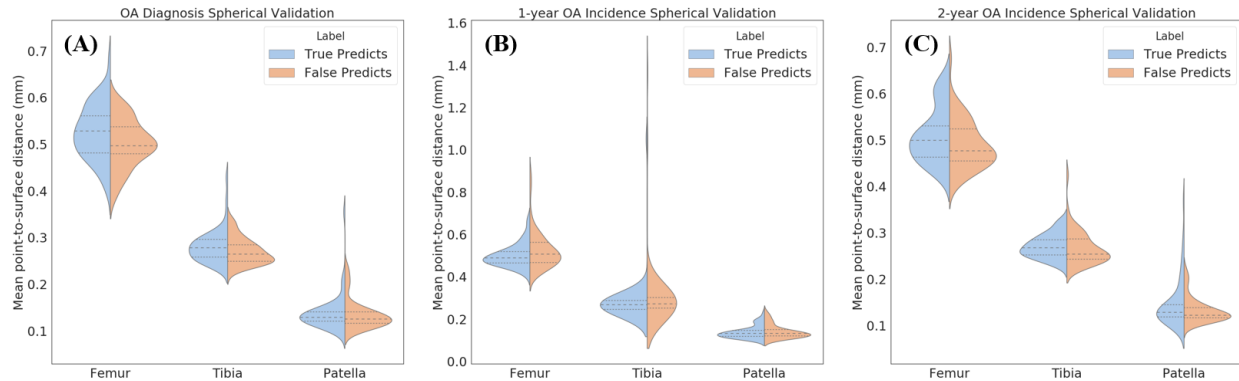 OA Diagnosis Spherical Validation
(A)
Label
True Predicts
False Predicts
Mean point-to-surface distance (mm)
0.7
0.6
0.5
0.4
0.3
0.2
0.1
Femur Tibia Patella
1-year OA Incidence Spherical Validation
(B)
Label
True Predicts
False Predicts
Mean point-to-surface distance (mm)
1.6
1.4
1.2
1.0
0.8
0.6
0.4
0.2
0.0
Femur Tibia Patella
2-year OA Incidence Spherical Validation
(C)
Label
True Predicts
False Predicts
Mean point-to-surface distance (mm)
0.7
0.6
0.5
0.4
0.3
0.2
0.1
Femur Tibia Patella